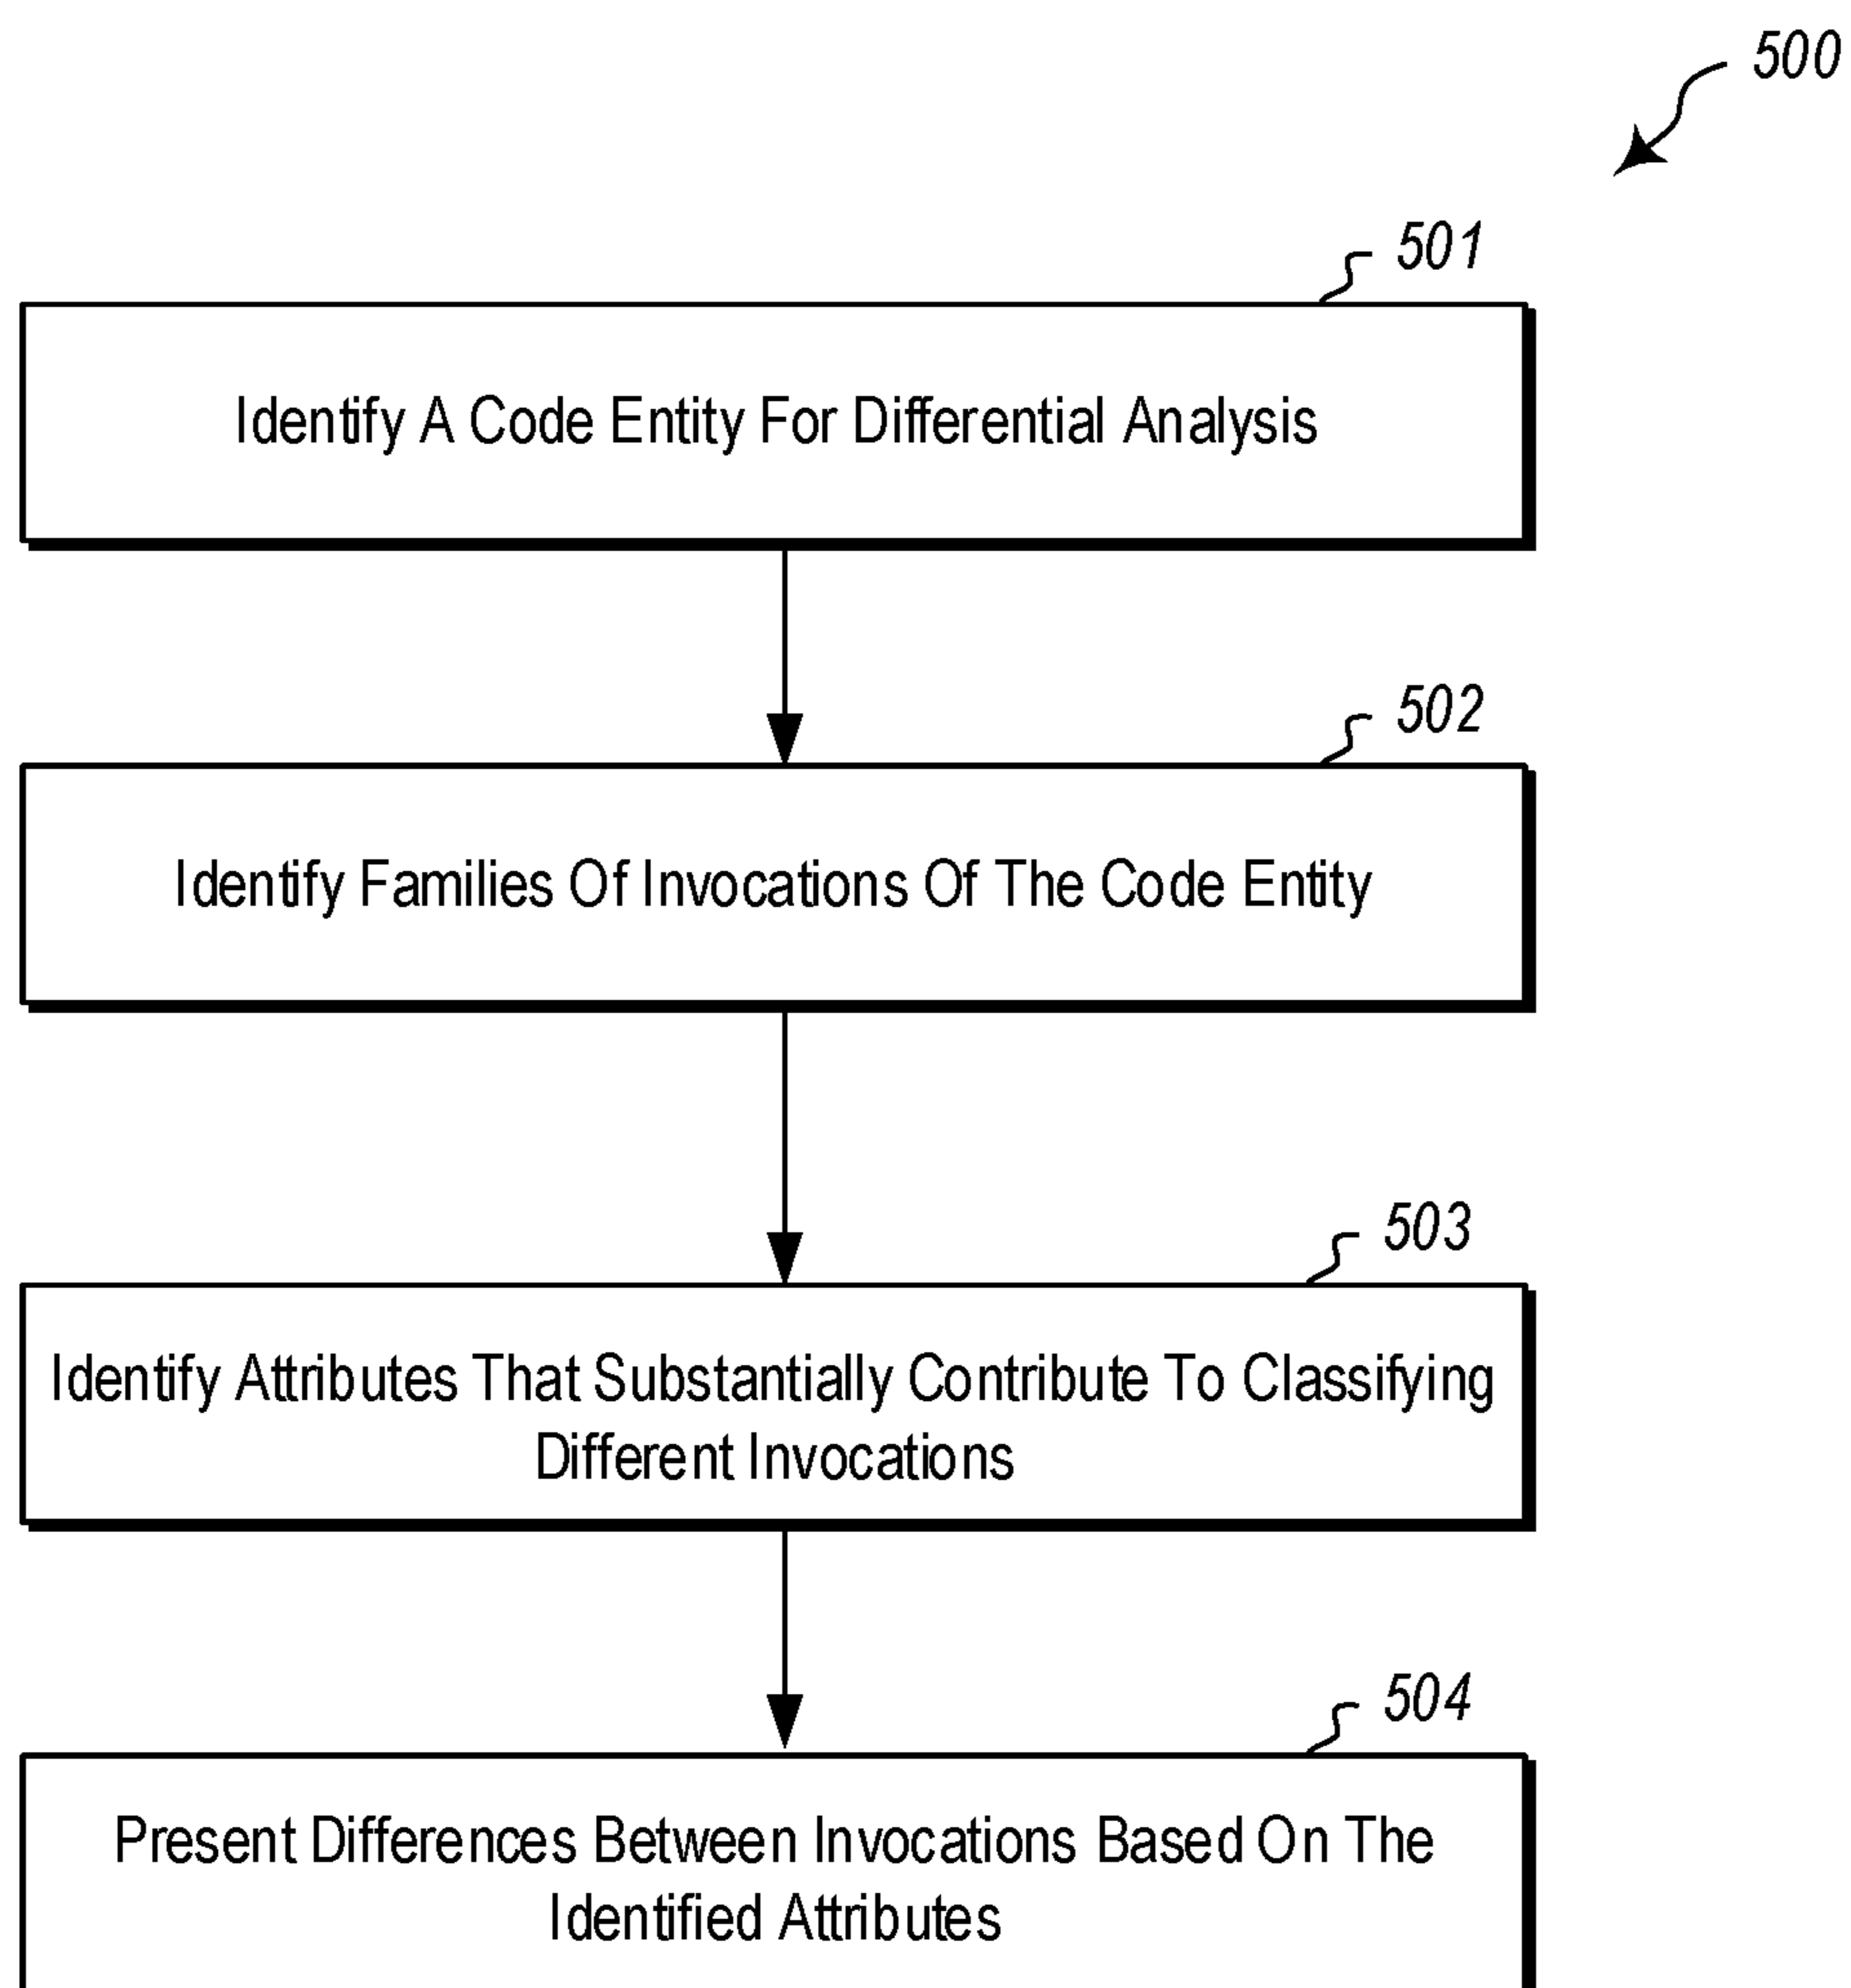 500
501
Identify A Code Entity For Differential Analysis
502
Identify Families Of Invocations Of The Code Entity
503
Identify Attributes That Substantially Contribute To Classifying
Different Invocations
504
Present Differences Between Invocations Based On The
Identified Attributes